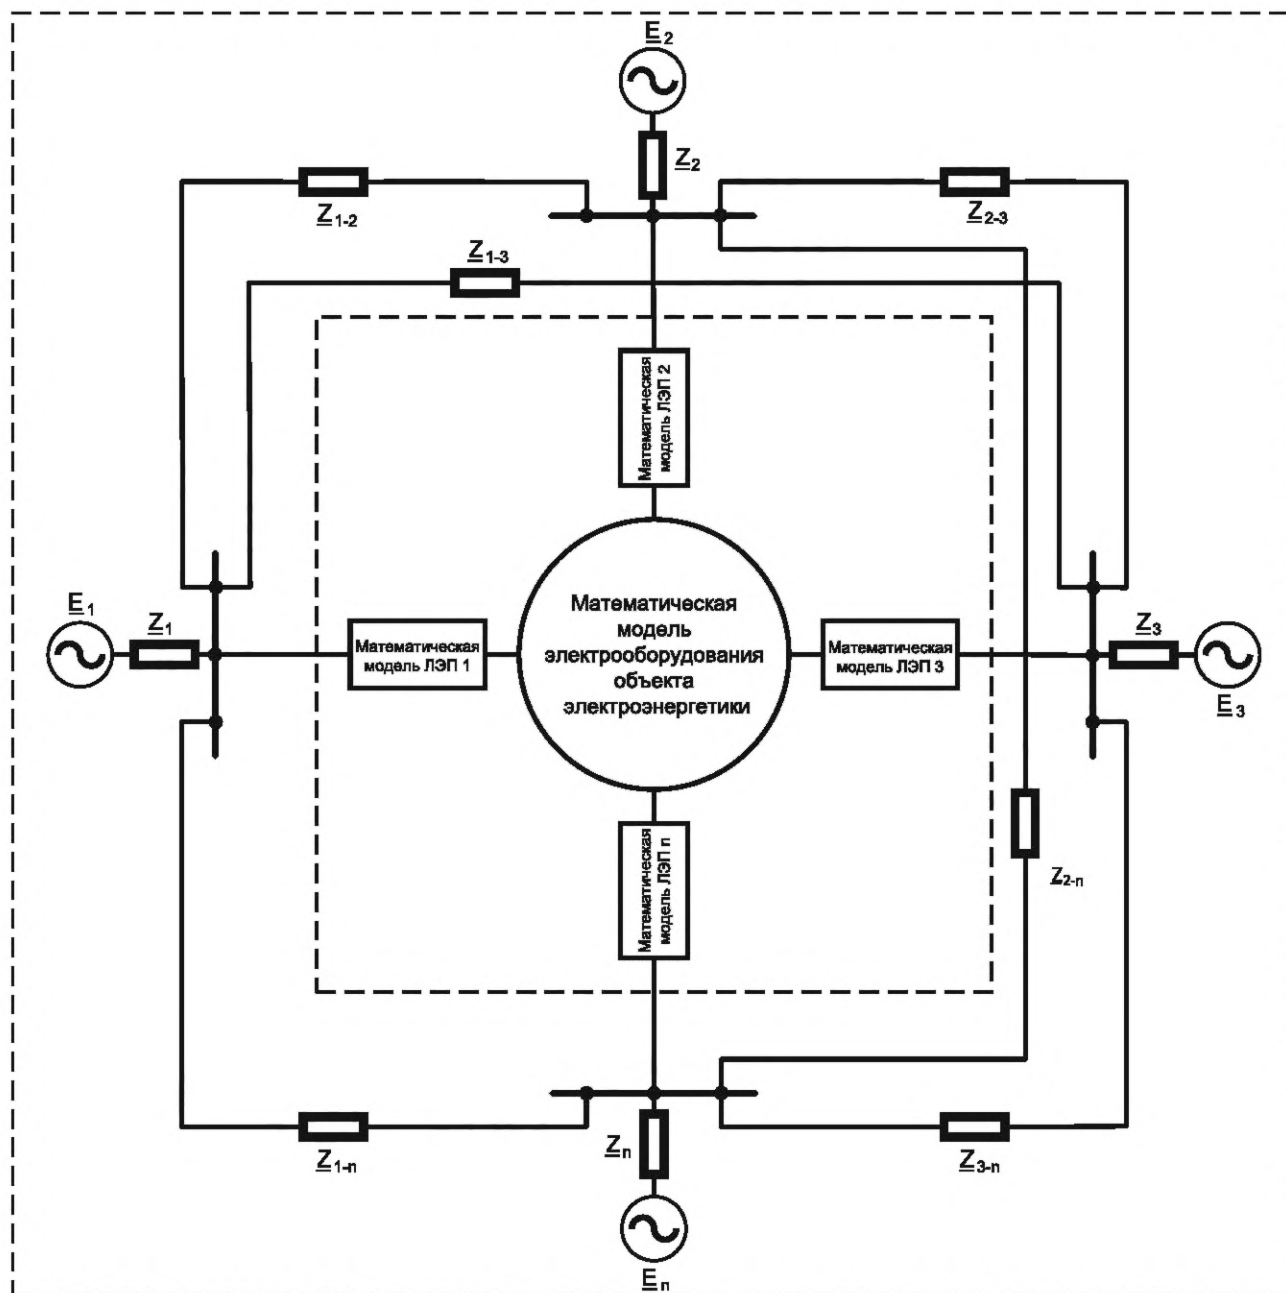 E2
Z2
Z1-2
Z2-3
Z1-3
Математическая
модель ЛЭП 2
E1
Z1
Математическая
модель ЛЭП 1
Математическая
модель
электрооборудования
объекта
электроэнергетики
Математическая
модель ЛЭП 3
Z3
E3
Математическая
модель ЛЭП n
Z2-n
Z1-n
Zn
Z3-n
En